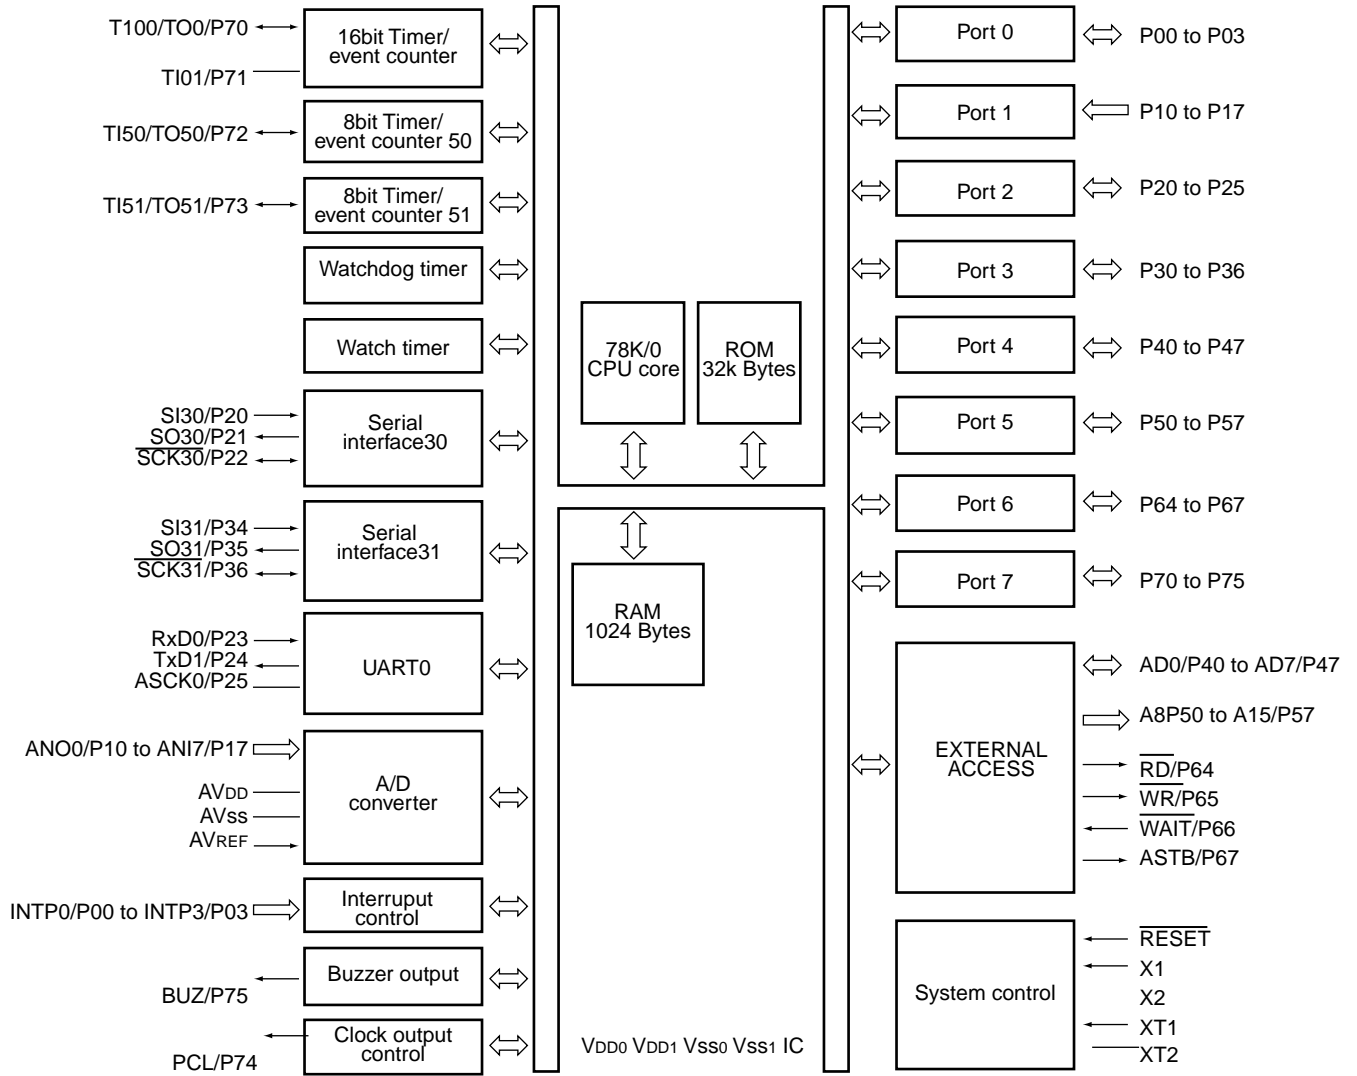 T100/TO0/P70
TI01/P71
16bit Timer/
event counter
TI50/TO50/P72
8bit Timer/
event counter 50
TI51/TO51/P73
8bit Timer/
event counter 51
Watchdog timer
Watch timer
SI30/P20
SO30/P21
SCK30/P22
Serial
interface30
SI31/P34
SO31/P35
SCK31/P36
Serial
interface31
RxD0/P23
TxD1/P24
ASCK0/P25
UART0
ANO0/P10 to ANI7/P17
AVDD
AVss
AVREF
A/D
converter
INTP0/P00 to INTP3/P03
Interruput
control
BUZ/P75
Buzzer output
PCL/P74
Clock output
control
78K/0
CPU core
ROM
32k Bytes
RAM
1024 Bytes
VDD0 VDD1 Vss0 Vss1 IC
Port 0
P00 to P03
Port 1
P10 to P17
Port 2
P20 to P25
Port 3
P30 to P36
Port 4
P40 to P47
Port 5
P50 to P57
Port 6
P64 to P67
Port 7
P70 to P75
EXTERNAL
ACCESS
AD0/P40 to AD7/P47
A8P50 to A15/P57
RD/P64
WR/P65
WAIT/P66
ASTB/P67
System control
RESET
X1
X2
XT1
XT2